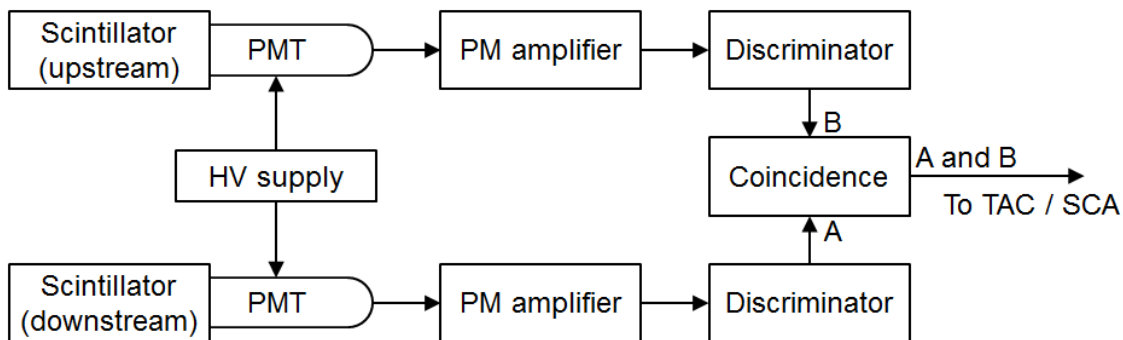 Scintillator
(upstream)
PMT
PM amplifier
Discriminator
B
HV supply
Coincidence
A and B
To TAC / SCA
A
Scintillator
(downstream)
PMT
PM amplifier
Discriminator